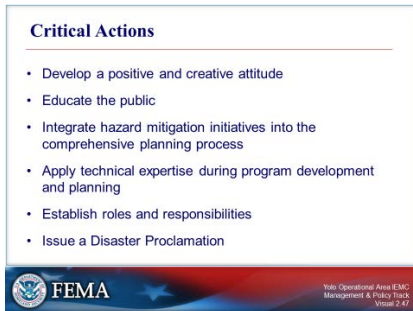 Critical Actions
• Develop a positive and creative attitude
• Educate the public
• Integrate hazard mitigation initiatives into the
comprehensive planning process
• Apply technical expertise during program development
and planning
• Establish roles and responsibilities
• Issue a Disaster Proclamation
FEMA
Yolo Operational Area IEMC
Management & Policy Track
Visual 2.47